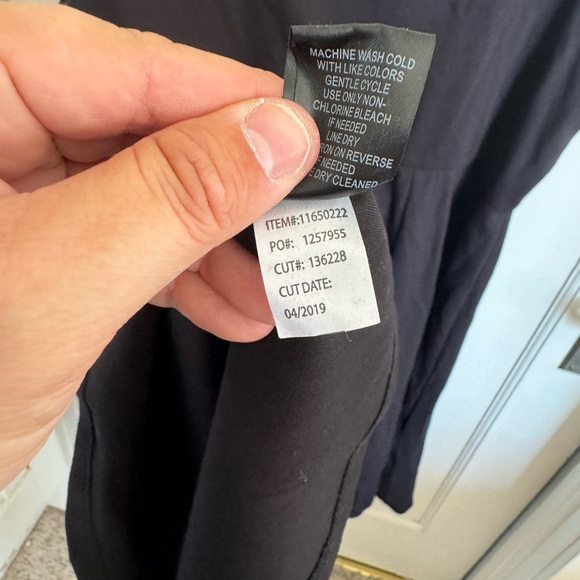 MACHINE WASH COLD
WITH LIKE COLORS
GENTLE CYCLE
USE ONLY NON-
CHLORINE BLEACH
IF NEEDED
LINE DRY
ON REVERSE
NEEDED
DRY CLEANED
ITEM#:11650222
PO#: 1257955
CUT#: 136228
CUT DATE:
04/2019